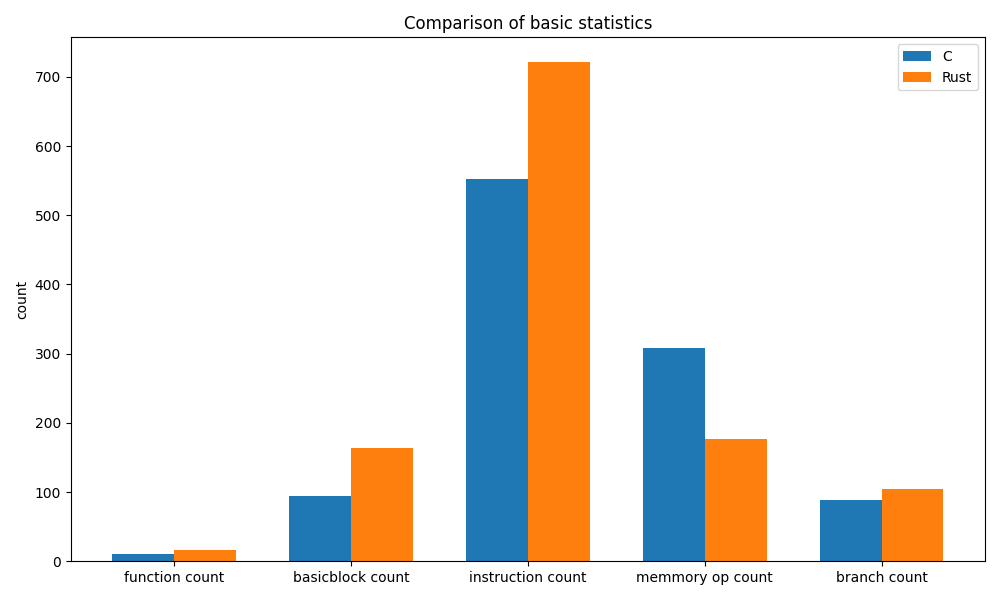 Comparison of basic statistics
C
Rust
count
700
600
500
400
300
200
100
0
function count
basicblock count
instruction count
memmory op count
branch count